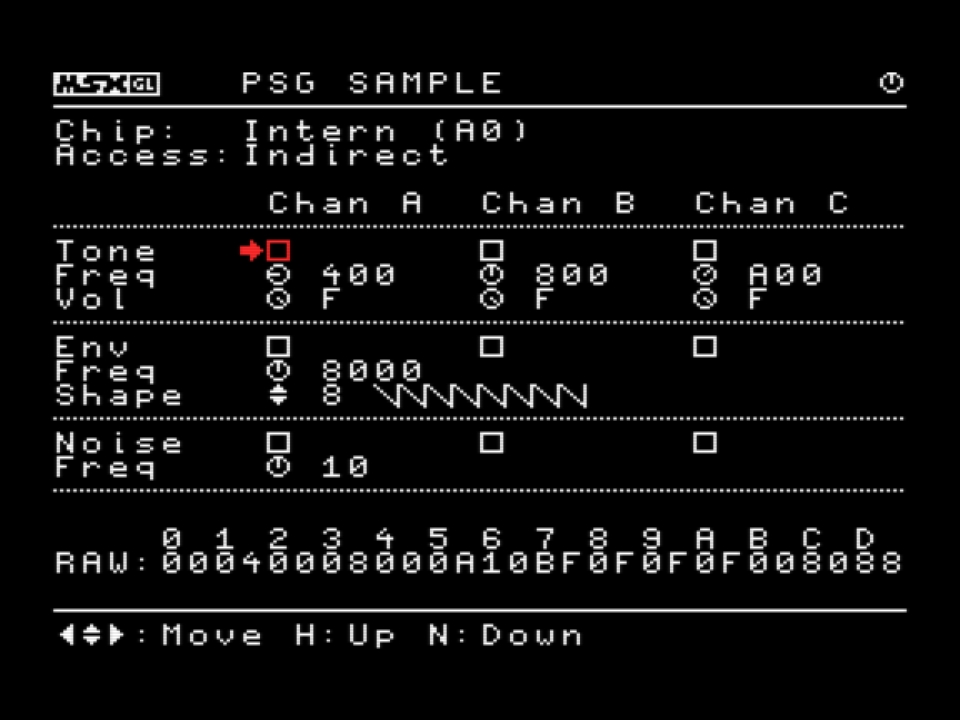 MSXGL PSG SAMPLE
Chip: Intern (A0)
Access: Indirect
Chan A Chan B Chan C
Tone
Freq 400 800 A00
Vol F F F
Env
Freq 8000
Shape 8
Noise
Freq 10
0 1 2 3 4 5 6 7 8 9 A B C D
RAW:00040008000A10BF0F0F0F008088
:Move H:Up N:Down